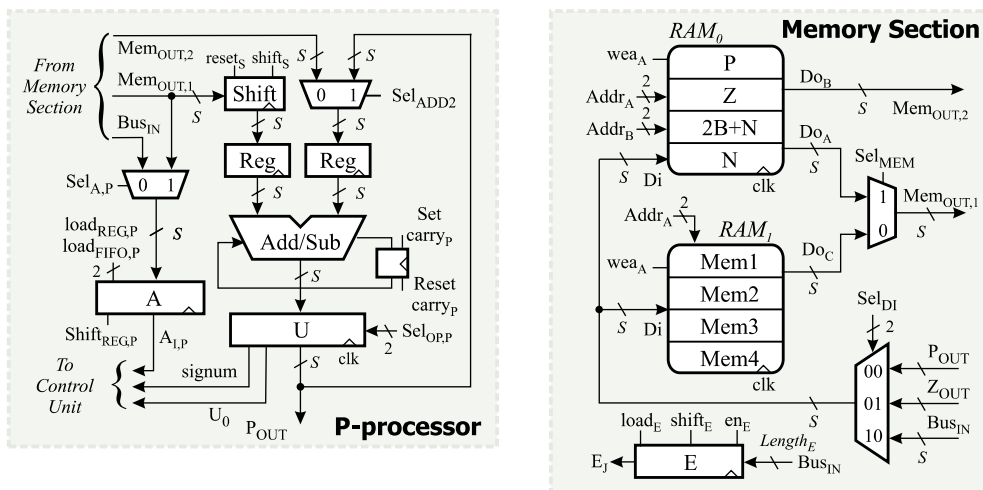 From
Memory
Section
Mem_OUT,2
Mem_OUT,1
Bus_IN
S
reset_S shift_S
Shift
S
S
0 1
Sel_ADD2
S
S
Reg
Reg
S
S
Sel_A,P
0 1
load_REG,P
load_FIFO,P
2
S
A
Shift_REG,P
A_I,P
Add/Sub
Set
carry_P
Reset
carry_P
S
U
clk
Sel_OP,P
2
To
Control
Unit
signum
U_0
S
P_OUT
P-processor
Memory Section
RAM_0
wea_A
Addr_A
2
Addr_B
2
S
Di
P
Z
2B+N
N
clk
Do_B
S
Mem_OUT,2
Do_A
S
Sel_MEM
1
0
Mem_OUT,1
S
Addr_A
2
RAM_1
wea_A
S
Di
Mem1
Mem2
Mem3
Mem4
clk
Do_C
S
Sel_DI
2
00
01
10
P_OUT
Z_OUT
Bus_IN
S
S
load_E shift_E en_E
E_J
E
Length_E
Bus_IN